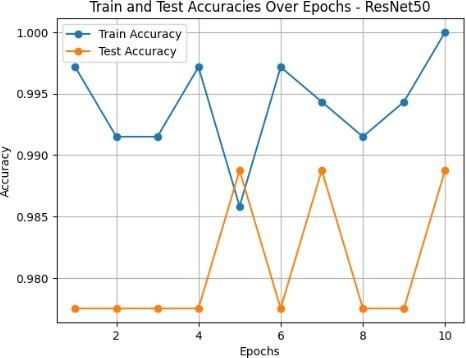 Train and Test Accuracies Over Epochs - ResNet50
Train Accuracy
Test Accuracy
1.000
0.995
0.990
0.985
0.980
Accuracy
2 4 6 8 10
Epochs